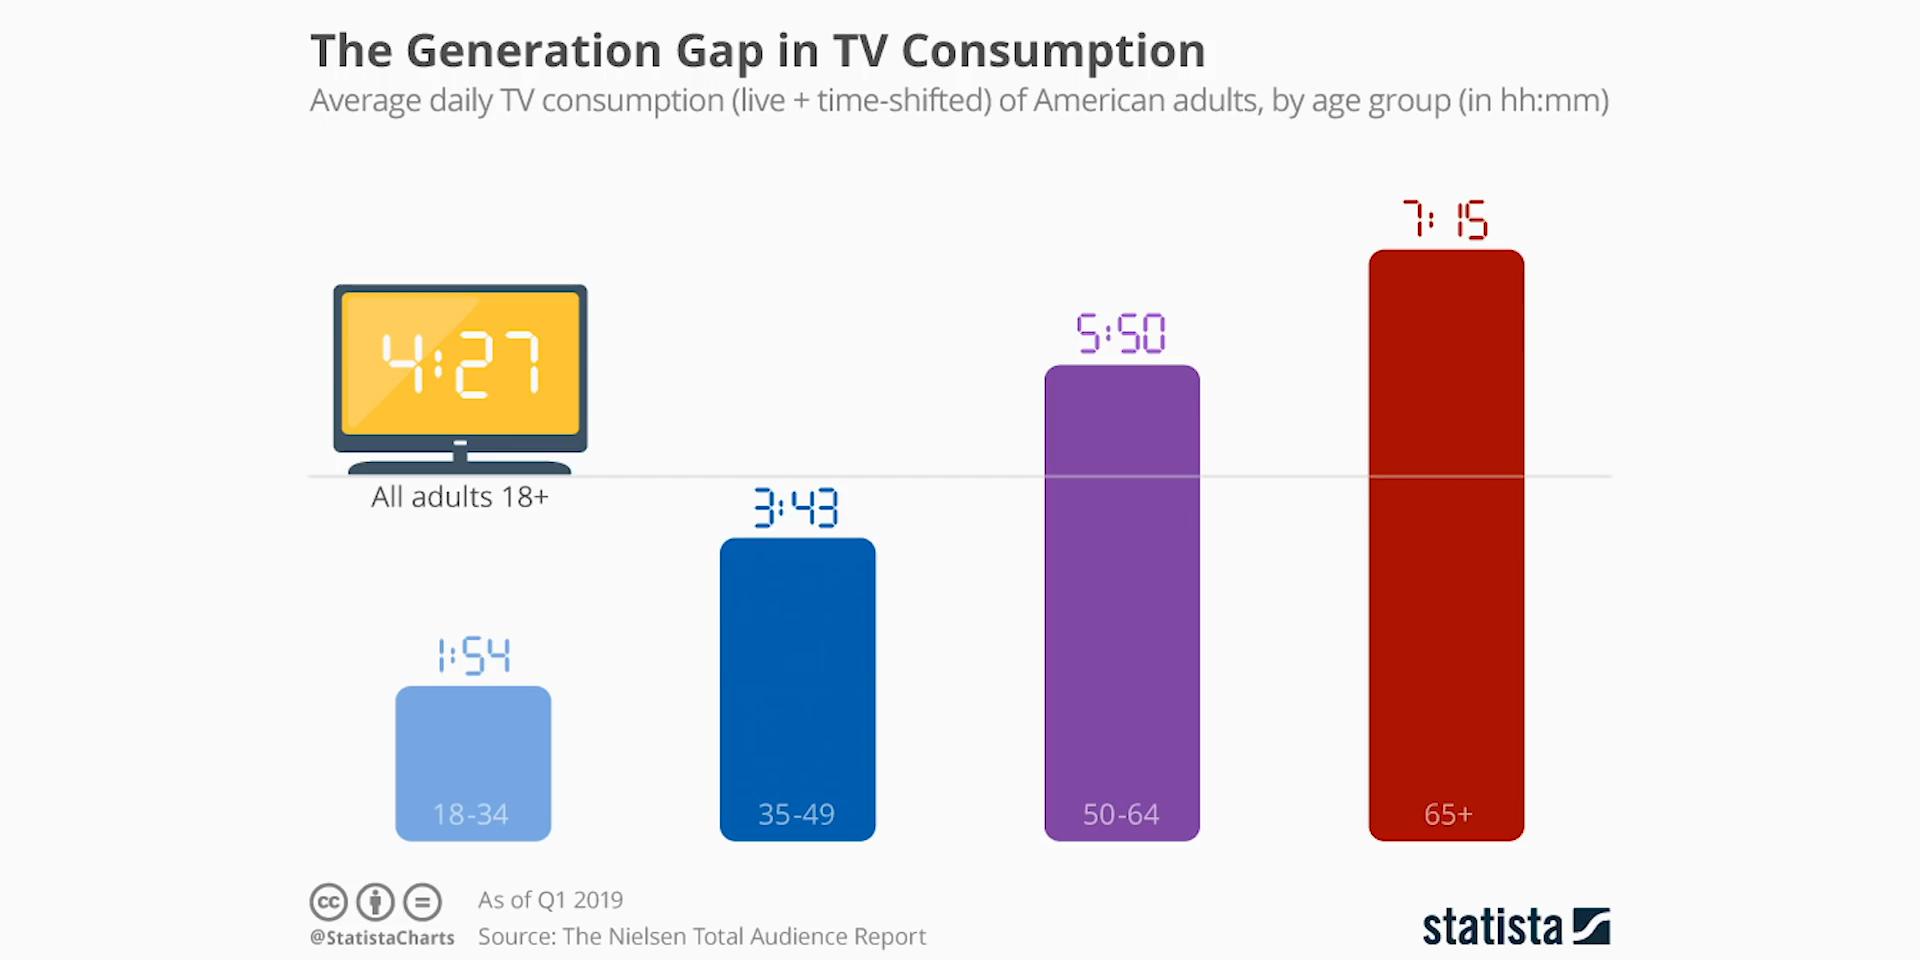 The Generation Gap in TV Consumption
Average daily TV consumption (live + time-shifted) of American adults, by age group (in hh:mm)
7:15
4:27
5:50
All adults 18+
3:43
1:54
18-34
35-49
50-64
65+
cc
=
As of Q1 2019
@StatistaCharts
Source: The Nielsen Total Audience Report
statista